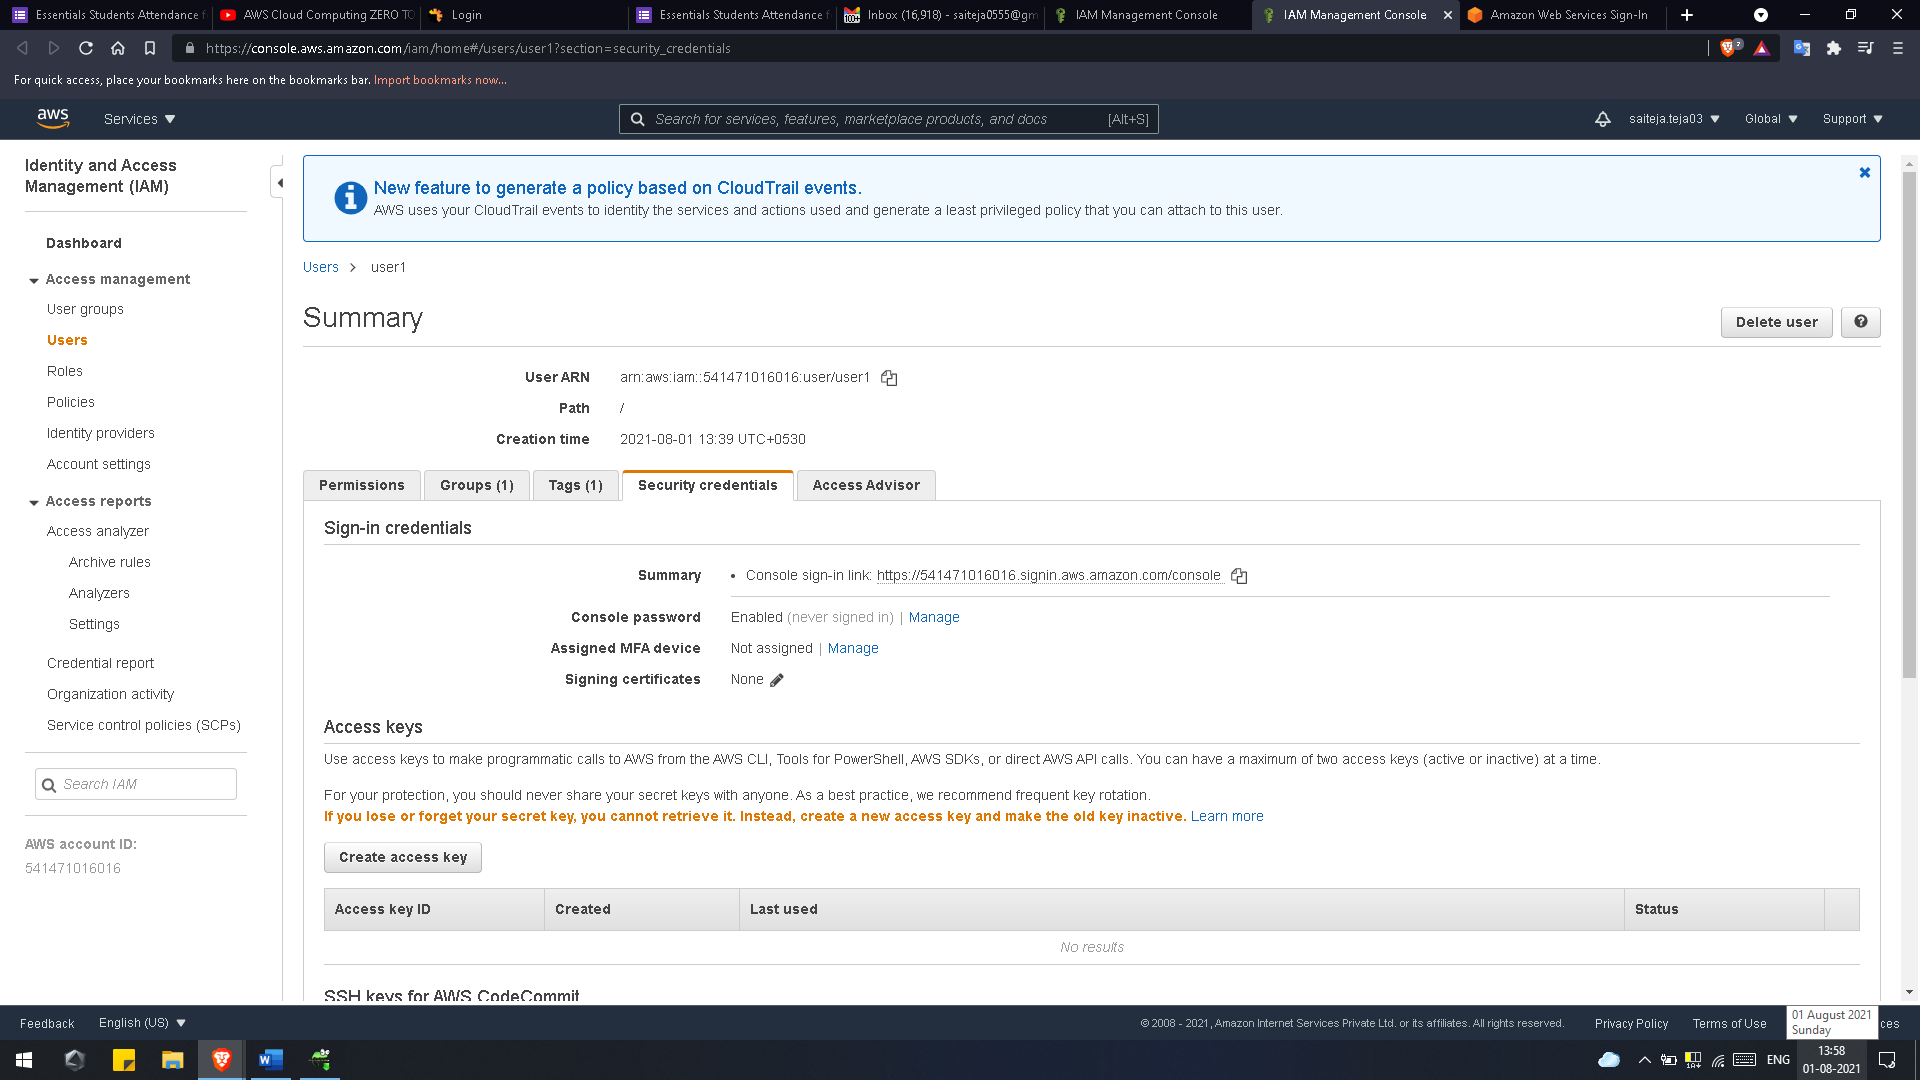 Essentials Students Attendance f
AWS Cloud Computing ZERO TO
Login
Essentials Students Attendance f
100+
Inbox (16,918) - saiteja0555@gm
IAM Management Console
IAM Management Console
Amazon Web Services Sign-In
https://console.aws.amazon.com/iam/home#/users/user1?section=security_credentials
2
For quick access, place your bookmarks here on the bookmarks bar. Import bookmarks now...
aws
Services
Search for services, features, marketplace products, and docs
[Alt+S]
saiteja.teja03
Global
Support
Identity and Access
Management (IAM)
Dashboard
Access management
User groups
Users
Roles
Policies
Identity providers
Account settings
Access reports
Access analyzer
Archive rules
Analyzers
Settings
Credential report
Organization activity
Service control policies (SCPs)
Search IAM
AWS account ID:
541471016016
New feature to generate a policy based on CloudTrail events.
AWS uses your CloudTrail events to identity the services and actions used and generate a least privileged policy that you can attach to this user.
Users > user1
Summary
Delete user
User ARN arn:aws:iam::541471016016:user/user1
Path /
Creation time 2021-08-01 13:39 UTC+0530
Permissions
Groups (1)
Tags (1)
Security credentials
Access Advisor
Sign-in credentials
Summary • Console sign-in link: https://541471016016.signin.aws.amazon.com/console
Console password Enabled (never signed in) | Manage
Assigned MFA device Not assigned | Manage
Signing certificates None
Access keys
Use access keys to make programmatic calls to AWS from the AWS CLI, Tools for PowerShell, AWS SDKs, or direct AWS API calls. You can have a maximum of two access keys (active or inactive) at a time.
For your protection, you should never share your secret keys with anyone. As a best practice, we recommend frequent key rotation.
If you lose or forget your secret key, you cannot retrieve it. Instead, create a new access key and make the old key inactive. Learn more
Create access key
Access key ID
Created
Last used
Status
No results
SSH keys for AWS CodeCommit
Feedback
English (US)
© 2008 - 2021, Amazon Internet Services Private Ltd. or its affiliates. All rights reserved.
Privacy Policy
Terms of Use
01 August 2021
Sunday
ENG
13:58
01-08-2021